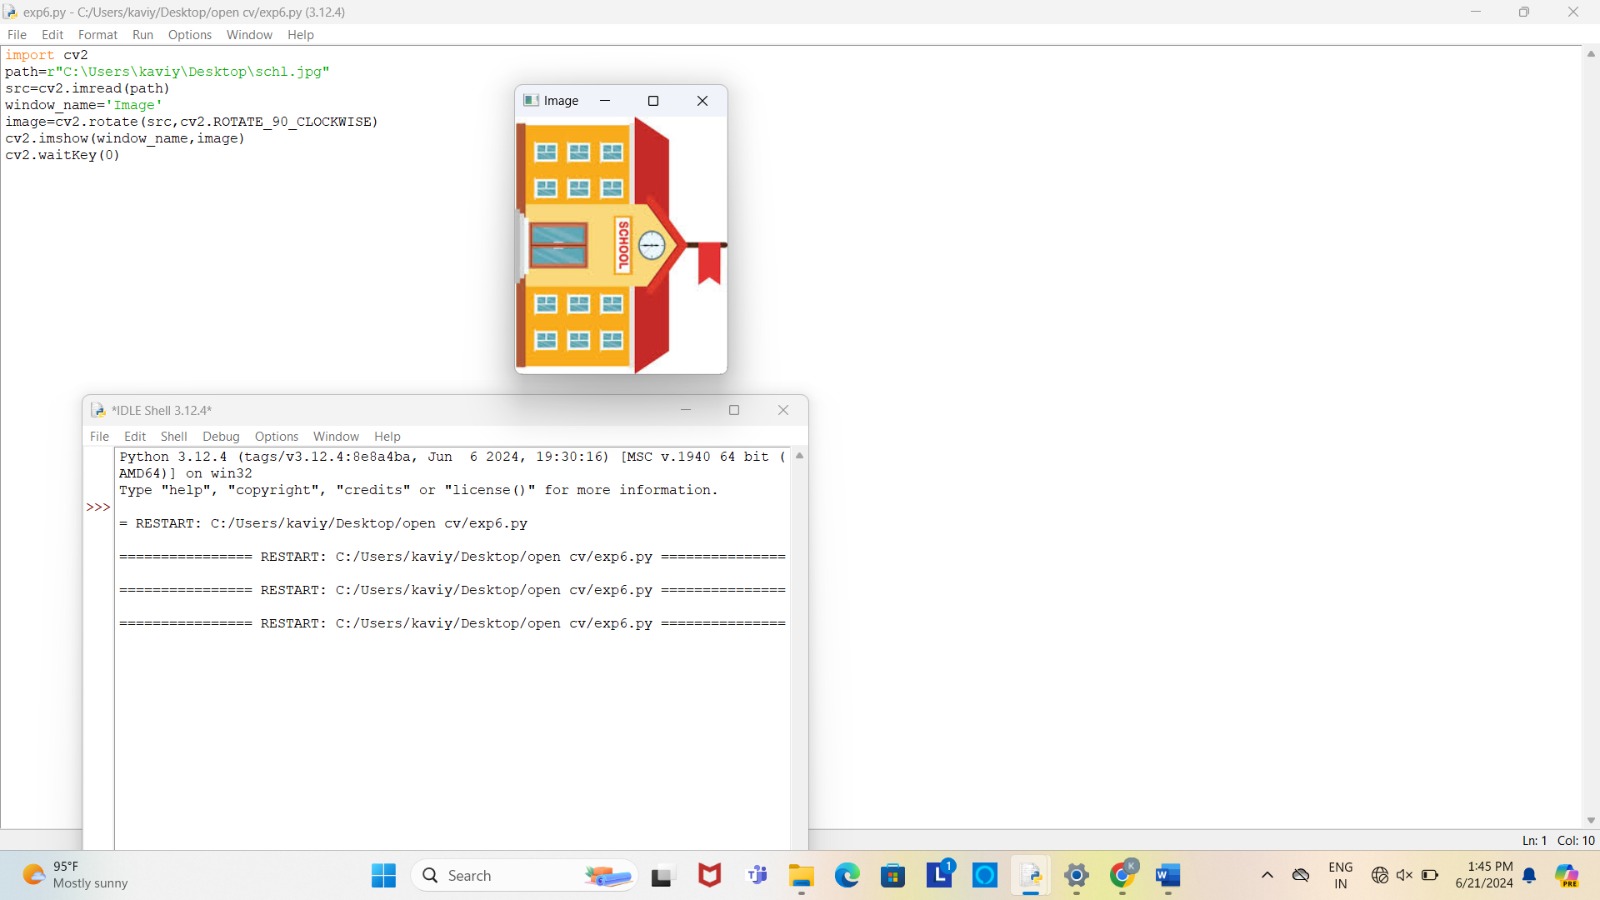 exp6.py - C:/Users/kaviy/Desktop/open cv/exp6.py (3.12.4)
File Edit Format Run Options Window Help
import cv2
path=r"C:\Users\kaviy\Desktop\schl.jpg"
src=cv2.imread(path)
window_name='Image'
image=cv2.rotate(src,cv2.ROTATE_90_CLOCKWISE)
cv2.imshow(window_name,image)
cv2.waitKey(0)
Image
SCHOOL
*IDLE Shell 3.12.4*
File Edit Shell Debug Options Window Help
Python 3.12.4 (tags/v3.12.4:8e8a4ba, Jun  6 2024, 19:30:16) [MSC v.1940 64 bit (
AMD64)] on win32
Type "help", "copyright", "credits" or "license()" for more information.
>>>
= RESTART: C:/Users/kaviy/Desktop/open cv/exp6.py
================ RESTART: C:/Users/kaviy/Desktop/open cv/exp6.py ===============
================ RESTART: C:/Users/kaviy/Desktop/open cv/exp6.py ===============
================ RESTART: C:/Users/kaviy/Desktop/open cv/exp6.py ===============
Ln: 1 Col: 10
95°F
Mostly sunny
Search
L
1
K
W
ENG
IN
1:45 PM
6/21/2024
PRE